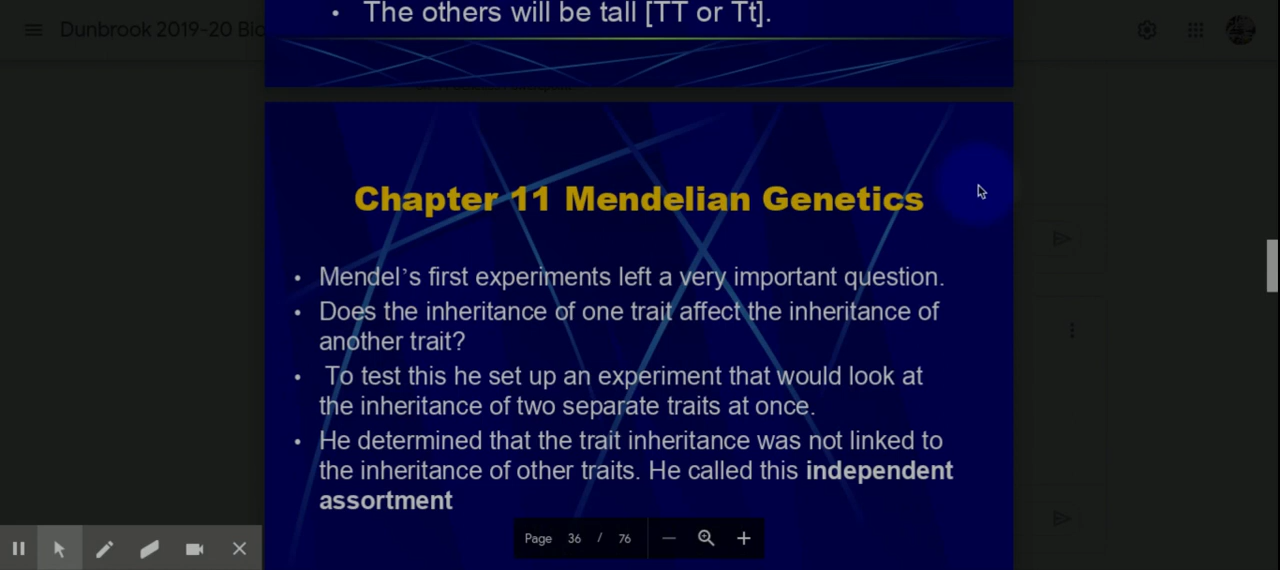 • The others will be tall [TT or Tt].
Dunbrook 2019-20 Bio
Chapter 11 Mendelian Genetics
• Mendel’s first experiments left a very important question.
• Does the inheritance of one trait affect the inheritance of
another trait?
• To test this he set up an experiment that would look at
the inheritance of two separate traits at once.
• He determined that the trait inheritance was not linked to
the inheritance of other traits. He called this independent
assortment
Page 36 / 76